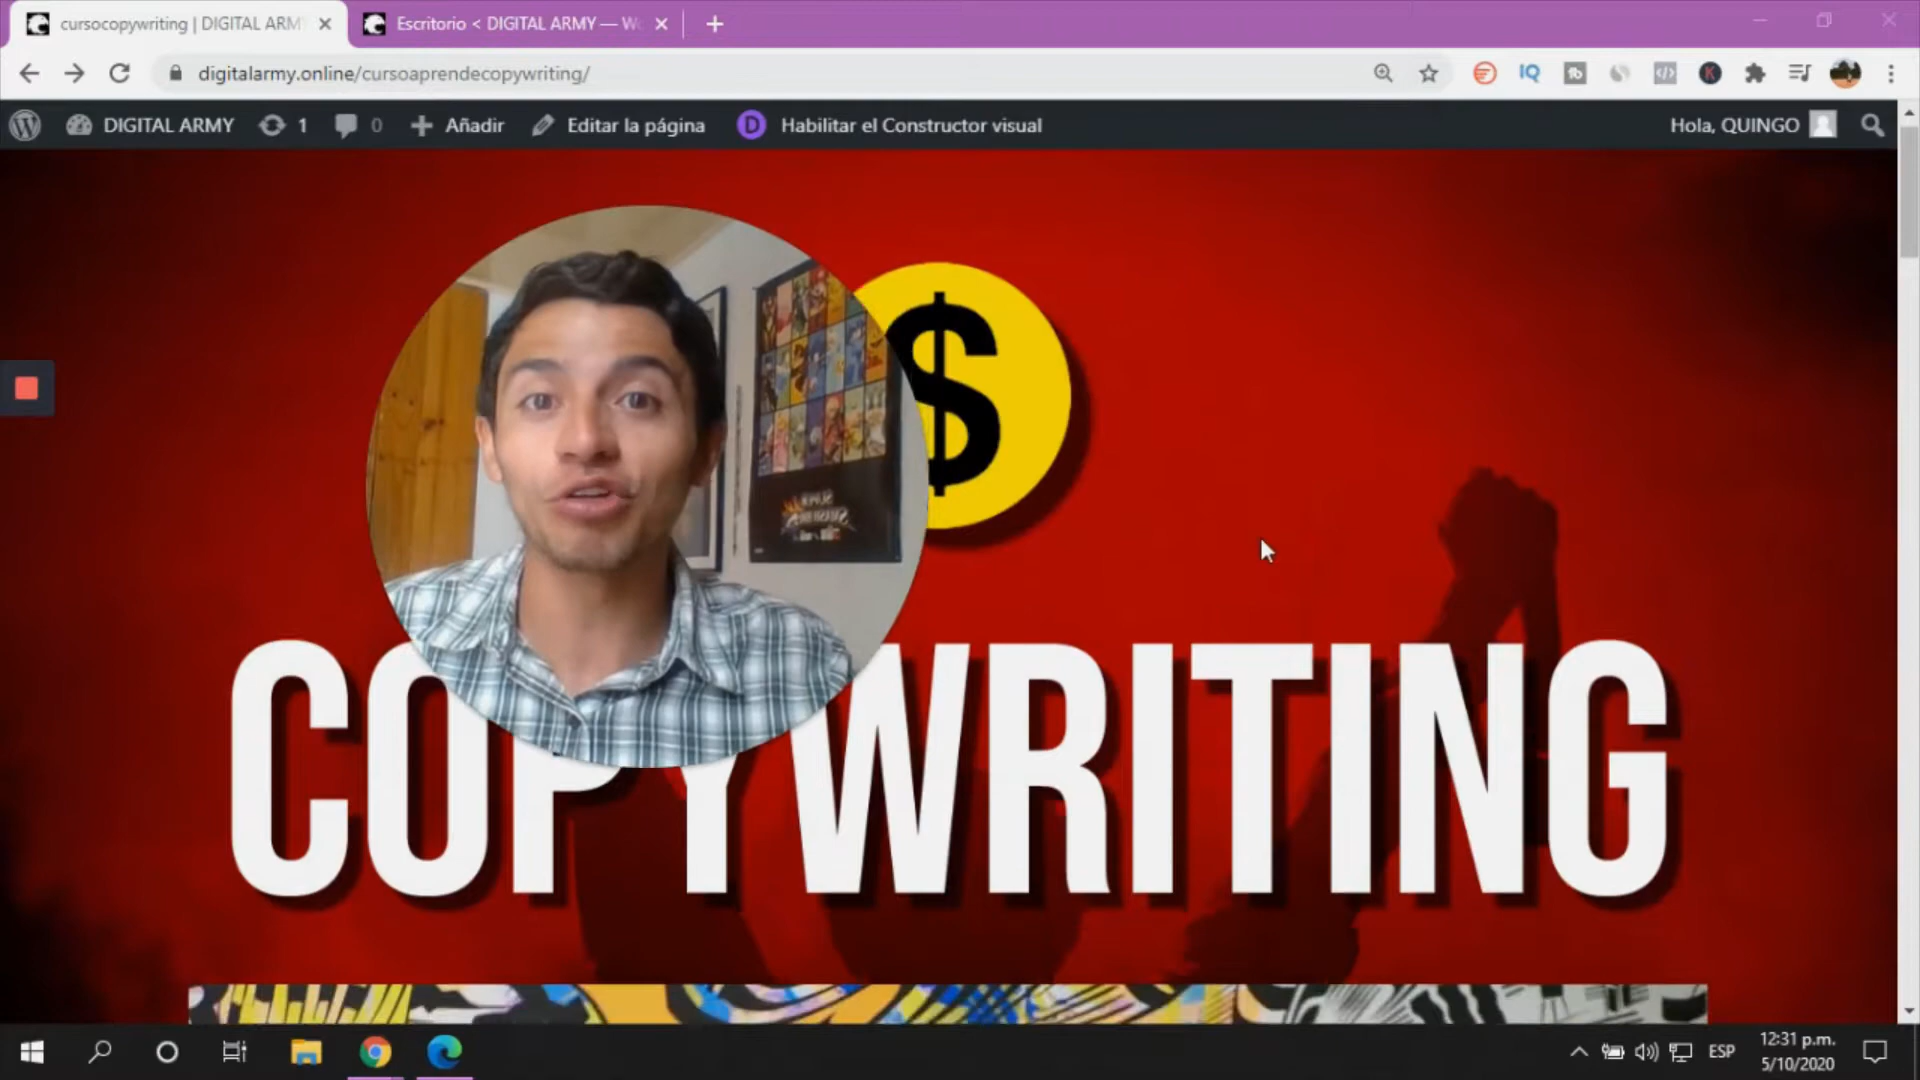 cursocopywriting | DIGITAL ARM
Escritorio < DIGITAL ARMY — W
digitalarmy.online/cursoaprendecopywriting/
DIGITAL ARMY
1
0
Añadir
Editar la página
Habilitar el Constructor visual
Hola, QUINGO
$
COPYWRITING
ESP
12:31 p.m.
5/10/2020